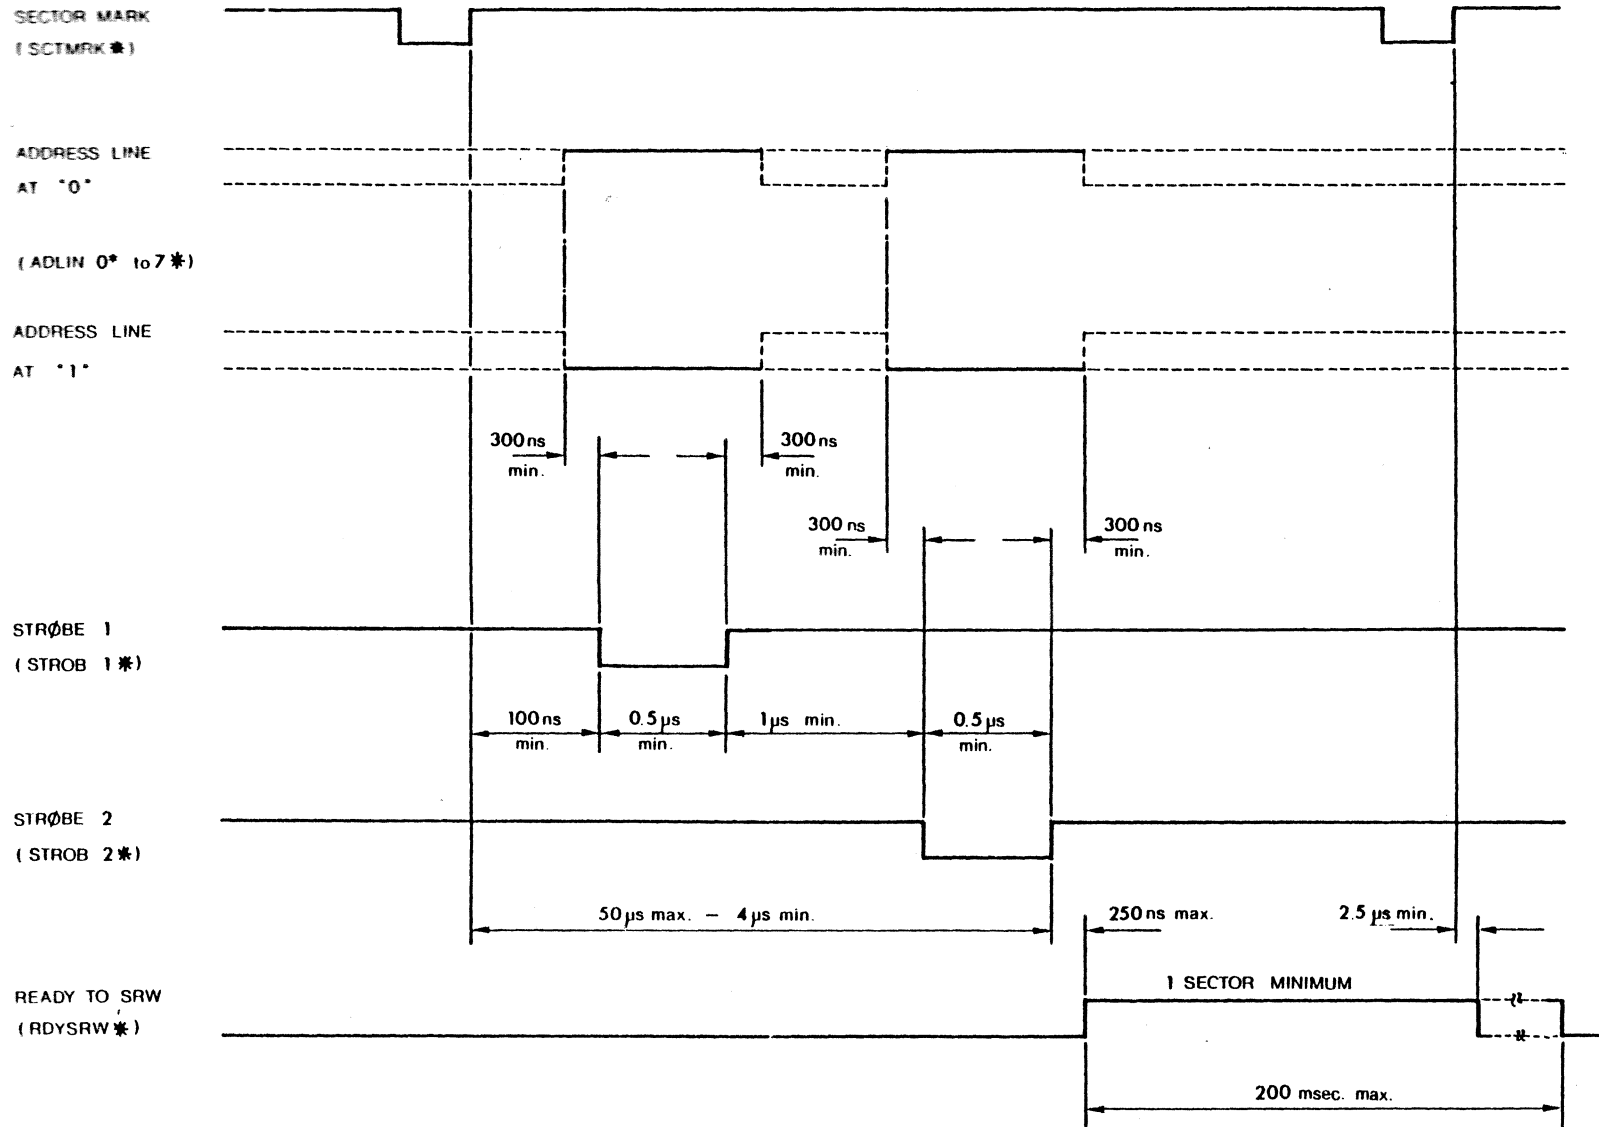 SECTOR MARK
(SCTMRK*)
ADDRESS LINE
AT "0"
(ADLIN 0* to 7*)
ADDRESS LINE
AT "1"
300 ns
min.
300 ns
min.
300 ns
min.
300 ns
min.
STRØBE 1
(STROB 1*)
100 ns
min.
0.5 µs
min.
1 µs min.
0.5 µs
min.
STRØBE 2
(STROB 2*)
50 µs max. — 4 µs min.
250 ns max.
2.5 µs min.
READY TO SRW
(RDYSRW*)
1 SECTOR MINIMUM
200 msec. max.